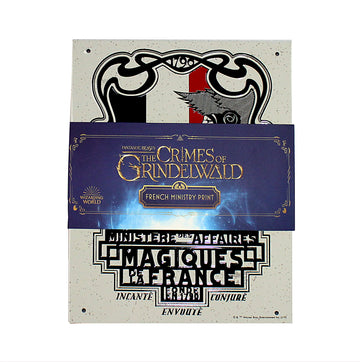 1790
FANTASTIC BEASTS
THE CRIMES OF
GRINDELWALD
FRENCH MINISTRY PRINT
WIZARDING
WORLD
MINISTÈRE DES AFFAIRES
MAGIQUES
DE LA FRANCE
INCANTÉ CONJURÉ
ENVOUTÉ